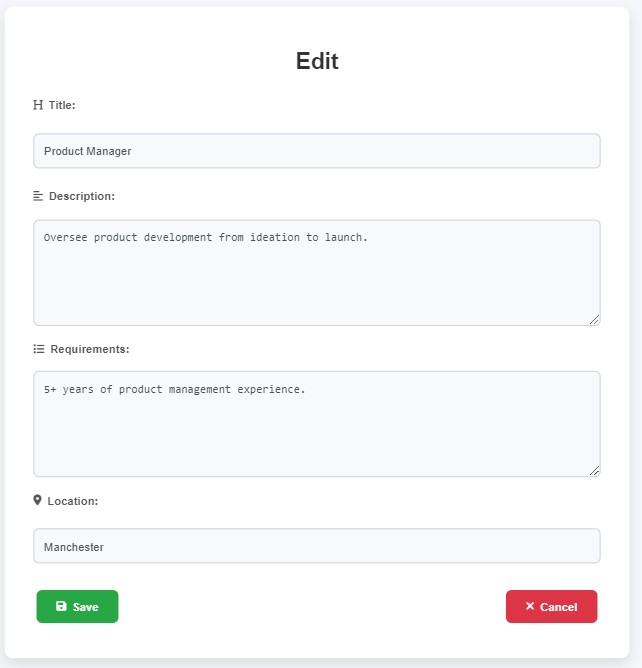 Edit
H Title:
Product Manager
Description:
Oversee product development from ideation to launch.
Requirements:
5+ years of product management experience.
Location:
Manchester
Save
Cancel